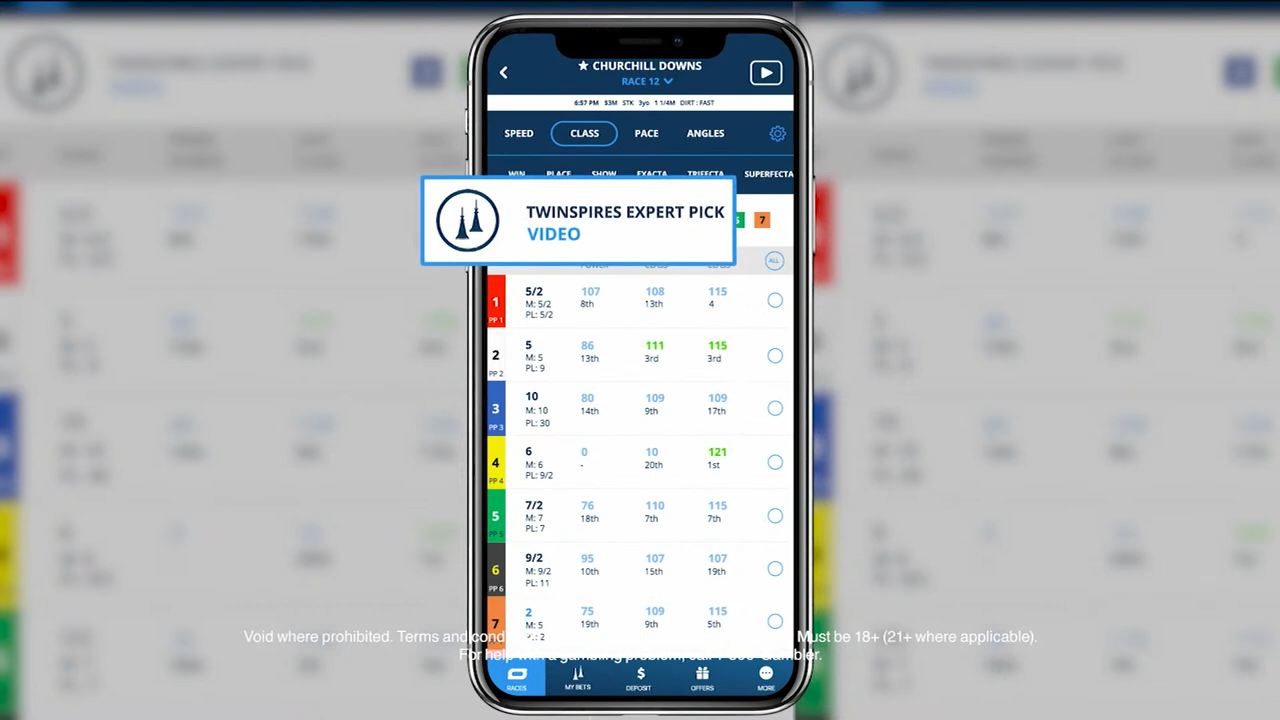 ★ CHURCHILL DOWNS
RACE 12
6:57 PM $3M STK 3yo 1 1/4M DIRT : FAST
SPEED CLASS PACE ANGLES
WIN PLACE SHOW EXACTA TRIFECTA SUPERFECTA
TWINSPIRES EXPERT PICK
VIDEO
7
ALL
1 PP 1 5/2 M: 5/2 PL: 5/2 107 8th 108 13th 115 4
2 PP 2 5 M: 5 PL: 9 86 13th 111 3rd 115 3rd
3 PP 3 10 M: 10 PL: 30 80 14th 109 9th 109 17th
4 PP 4 6 M: 6 PL: 9/2 0 - 10 20th 121 1st
5 PP 5 7/2 M: 7 PL: 7 76 18th 110 7th 115 7th
6 PP 6 9/2 M: 9/2 PL: 11 95 10th 107 15th 107 19th
7 2 M: 5 75 19th 109 9th 115 5th
Void where prohibited. Terms and Must be 18+ (21+ where applicable).
For help with a gambling problem, call
RACES MY BETS DEPOSIT OFFERS MORE